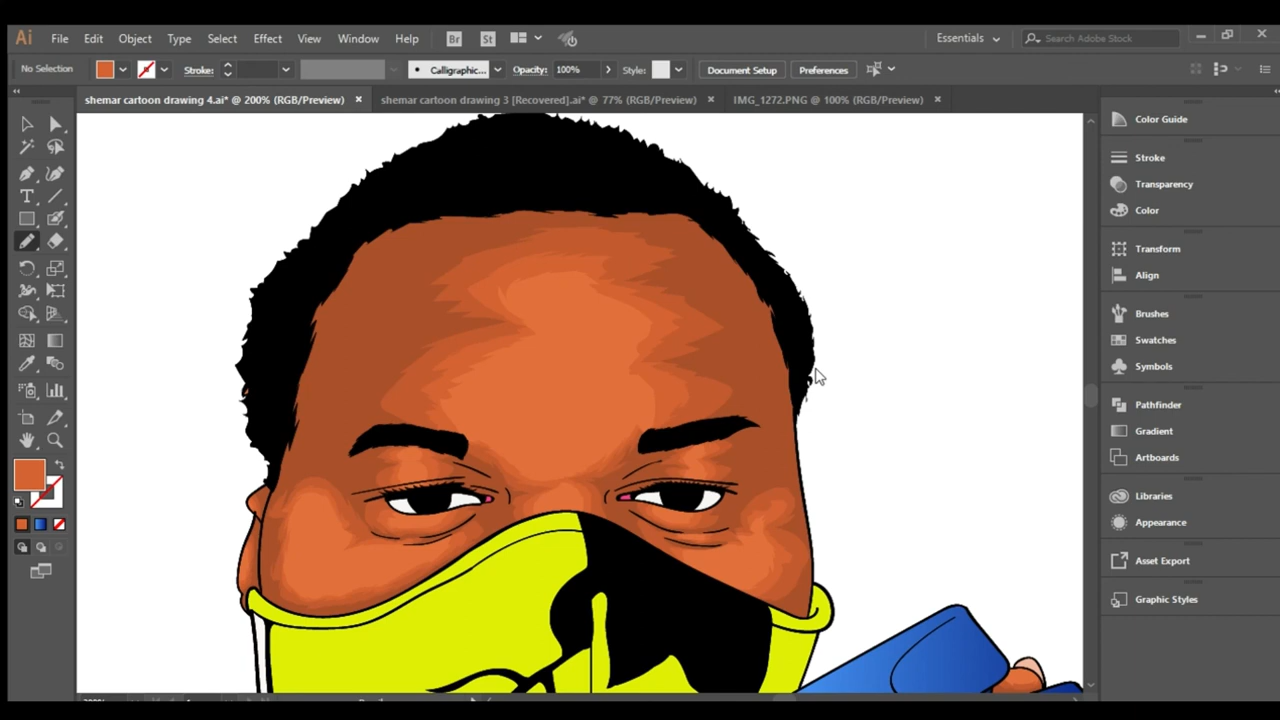 Ai File Edit Object Type Select Effect View Window Help Br St Essentials Search Adobe Stock
No Selection Stroke: Calligraphic... Opacity: 100% Style: Document Setup Preferences
shemar cartoon drawing 4.ai* @ 200% (RGB/Preview) × shemar cartoon drawing 3 [Recovered].ai* @ 77% (RGB/Preview) × IMG_1272.PNG @ 100% (RGB/Preview) ×
Color Guide
Stroke
Transparency
Color
Transform
Align
Brushes
Swatches
Symbols
Pathfinder
Gradient
Artboards
Libraries
Appearance
Asset Export
Graphic Styles